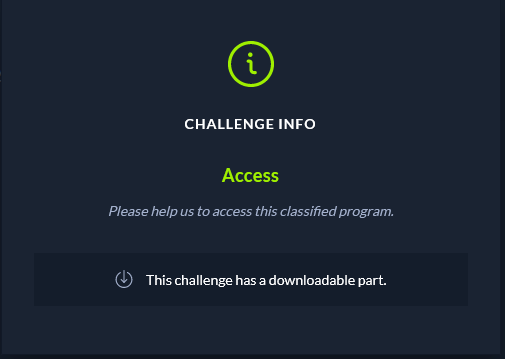 CHALLENGE INFO
Access
Please help us to access this classified program.
This challenge has a downloadable part.